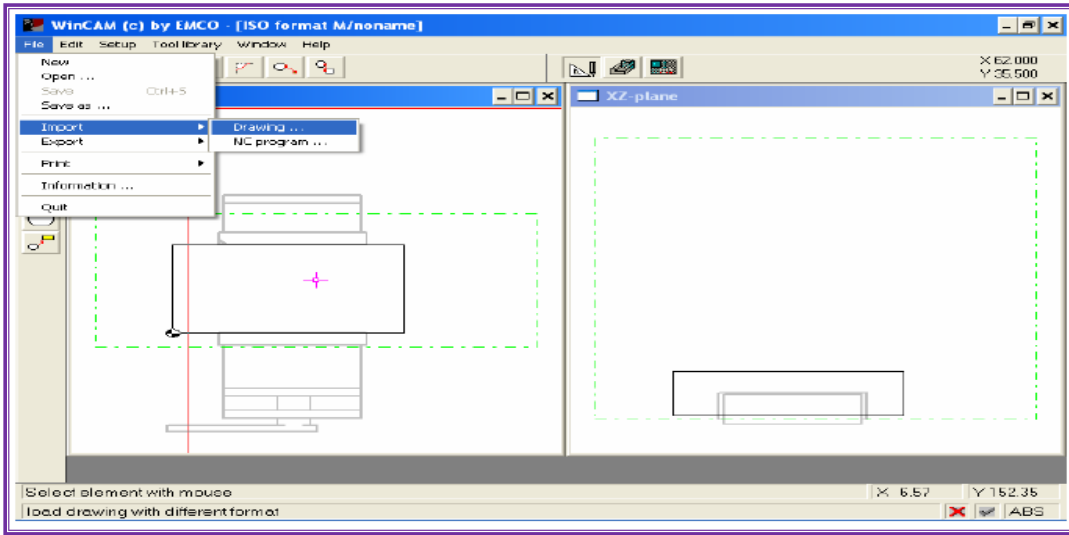 WinCAM (c) by EMCO - [ISO format M/noname]
File Edit Setup Tool library Window Help
New
Open ...
Save Ctrl+S
Save as ...
Import
Export
Print
Information ...
Quit
Drawing ...
NC program ...
X 62.000
Y 35.500
XZ-plane
Select element with mouse
X 6.57 Y 152.35
load drawing with different format
ABS